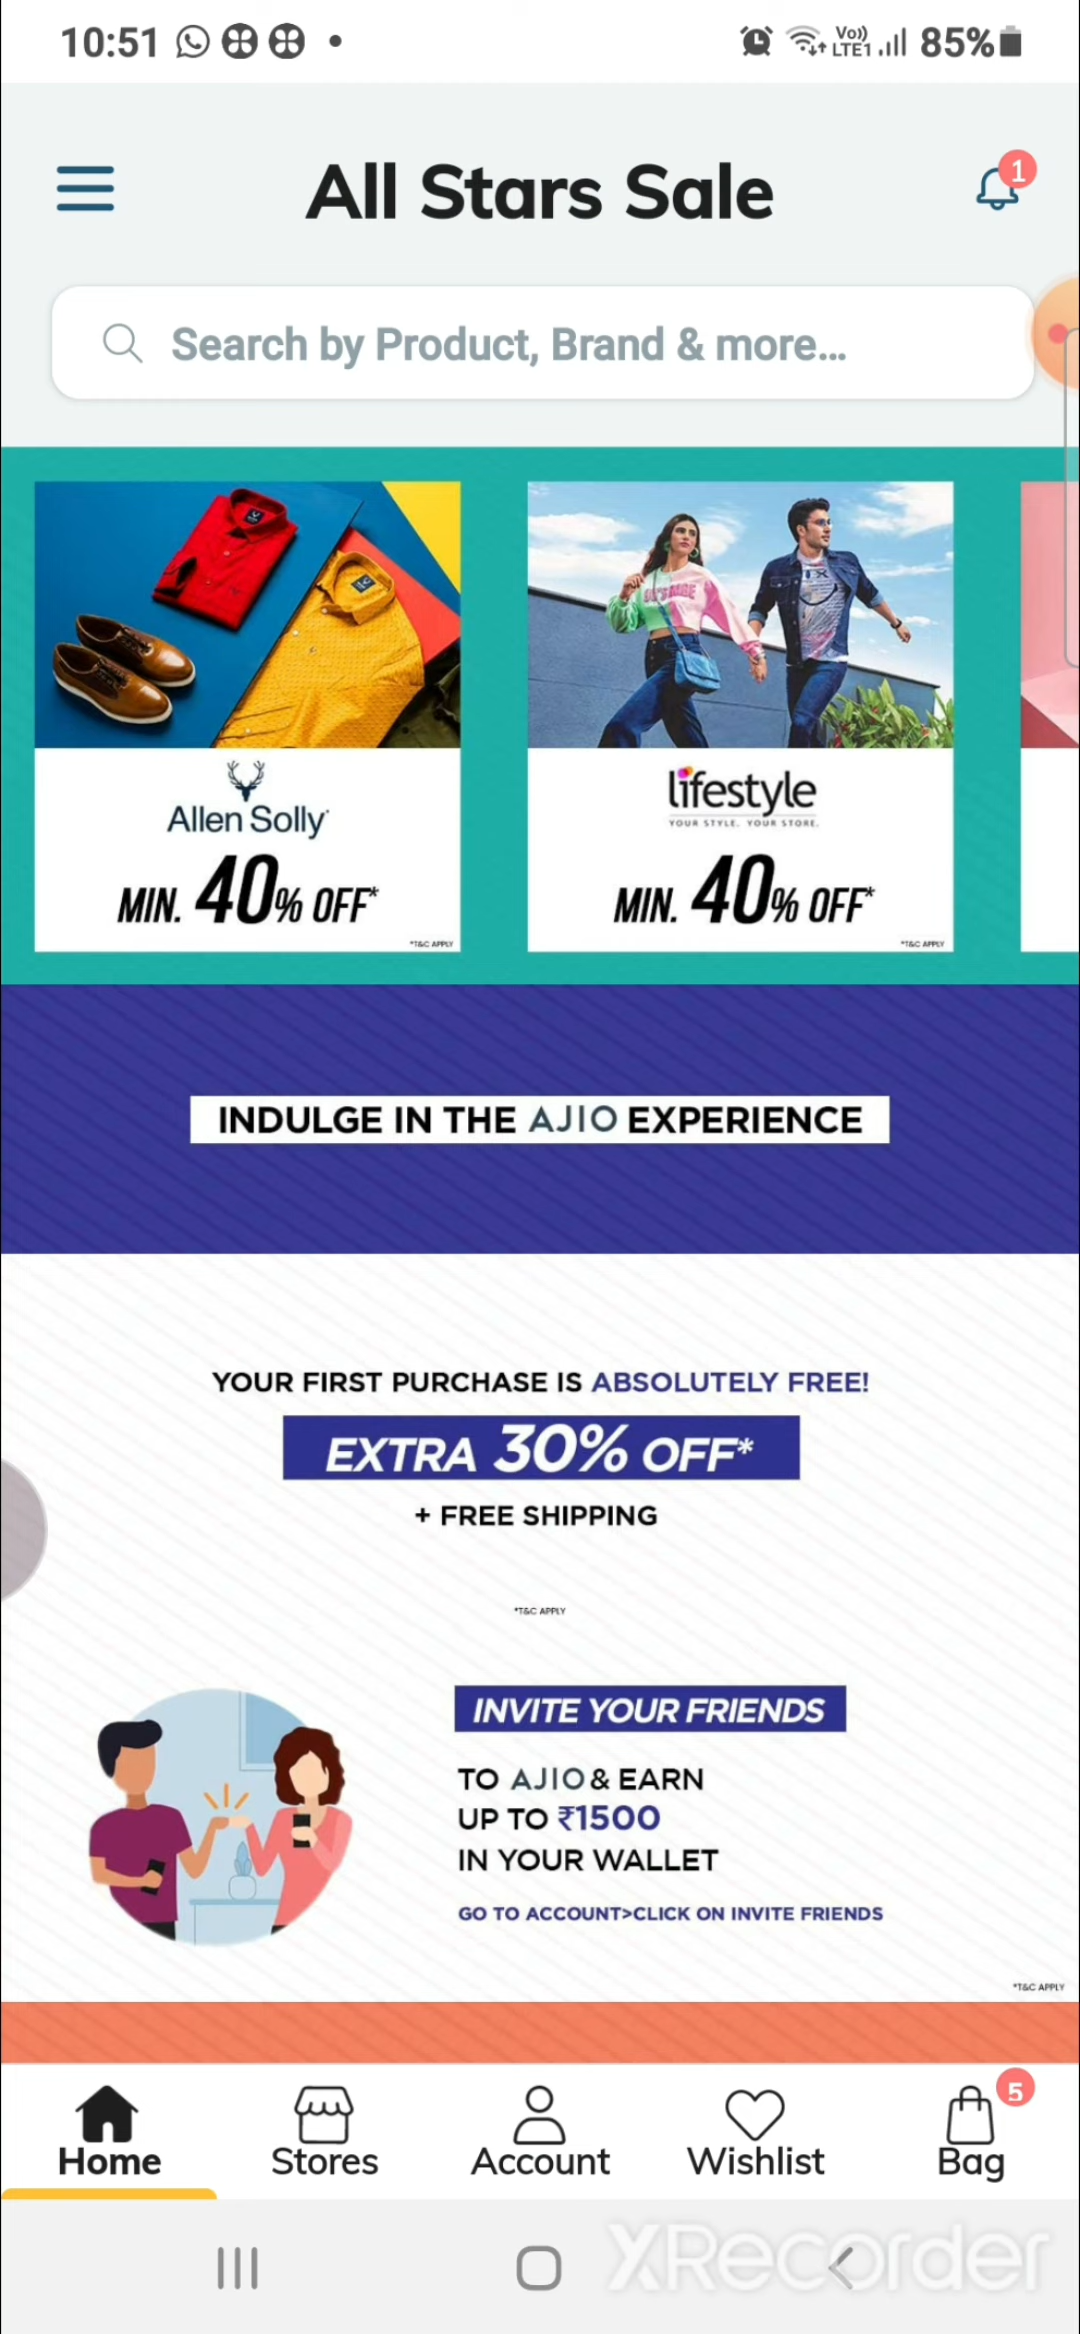 10:51
Vo))
LTE1
85%
All Stars Sale
1
Search by Product, Brand & more...
Allen Solly
MIN. 40% OFF*
*T&C APPLY
lifestyle
YOUR STYLE. YOUR STORE.
MIN. 40% OFF*
*T&C APPLY
INDULGE IN THE AJIO EXPERIENCE
YOUR FIRST PURCHASE IS ABSOLUTELY FREE!
EXTRA 30% OFF*
+ FREE SHIPPING
*T&C APPLY
INVITE YOUR FRIENDS
TO AJIO & EARN
UP TO ₹1500
IN YOUR WALLET
GO TO ACCOUNT>CLICK ON INVITE FRIENDS
*T&C APPLY
5
Home
Stores
Account
Wishlist
Bag
XRecorder